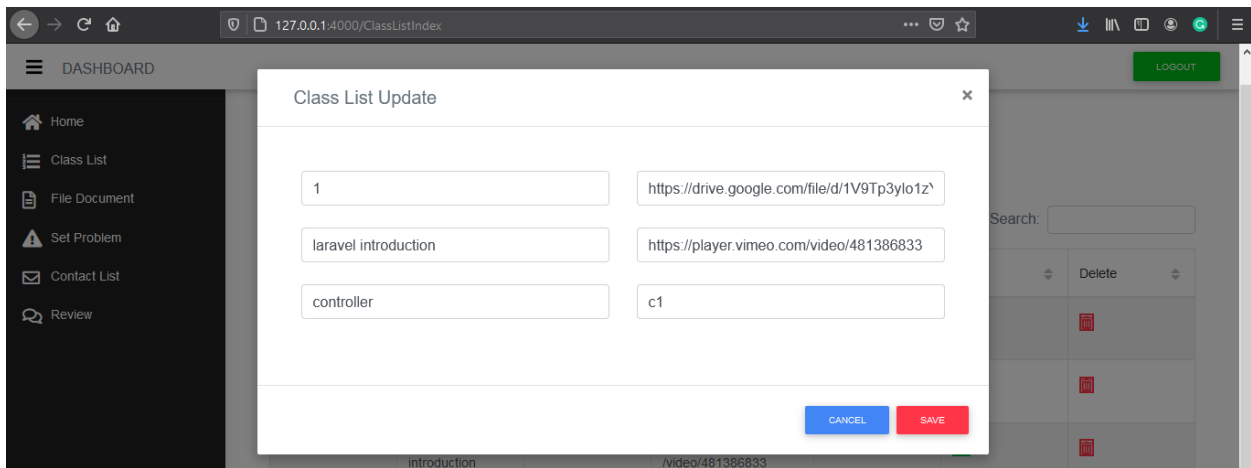 127.0.0.1:4000/ClassListIndex
DASHBOARD
LOGOUT
Home
Class List
File Document
Set Problem
Contact List
Review
Class List Update
×
1
https://drive.google.com/file/d/1V9Tp3ylo1z
laravel introduction
https://player.vimeo.com/video/481386833
controller
c1
CANCEL
SAVE
Search:
Delete
introduction
/video/481386833